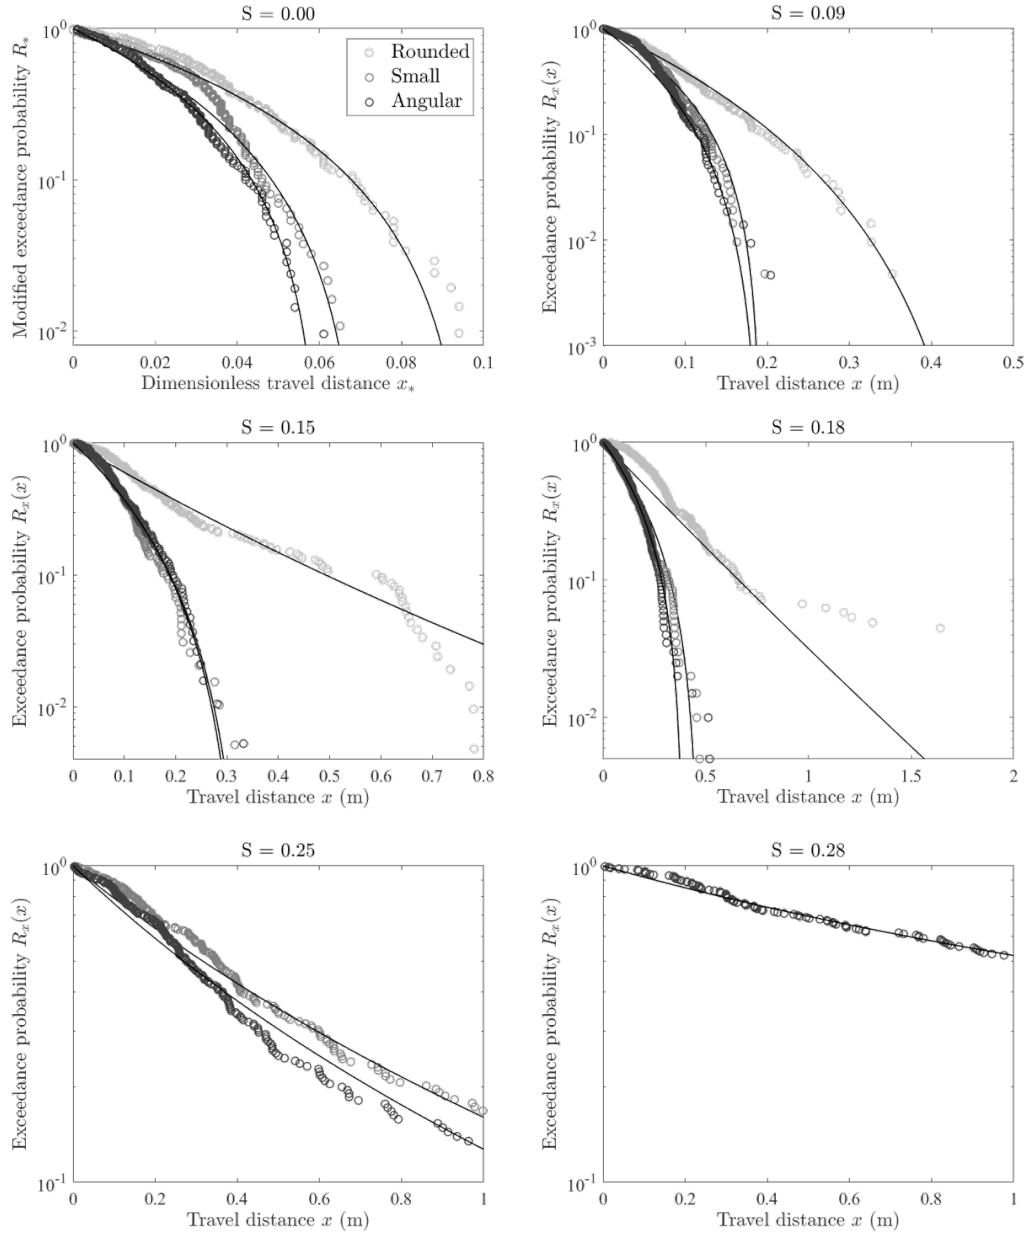 S = 0.00
Modified exceedance probability R*
10^0
10^-1
10^-2
0 0.02 0.04 0.06 0.08 0.1
Dimensionless travel distance x*
Rounded
Small
Angular
S = 0.09
Exceedance probability Rx(x)
10^0
10^-1
10^-2
10^-3
0 0.1 0.2 0.3 0.4 0.5
Travel distance x (m)
S = 0.15
Exceedance probability Rx(x)
10^0
10^-1
10^-2
0 0.1 0.2 0.3 0.4 0.5 0.6 0.7 0.8
Travel distance x (m)
S = 0.18
Exceedance probability Rx(x)
10^0
10^-1
10^-2
0 0.5 1 1.5 2
Travel distance x (m)
S = 0.25
Exceedance probability Rx(x)
10^0
10^-1
0 0.2 0.4 0.6 0.8 1
Travel distance x (m)
S = 0.28
Exceedance probability Rx(x)
10^0
10^-1
0 0.2 0.4 0.6 0.8 1
Travel distance x (m)